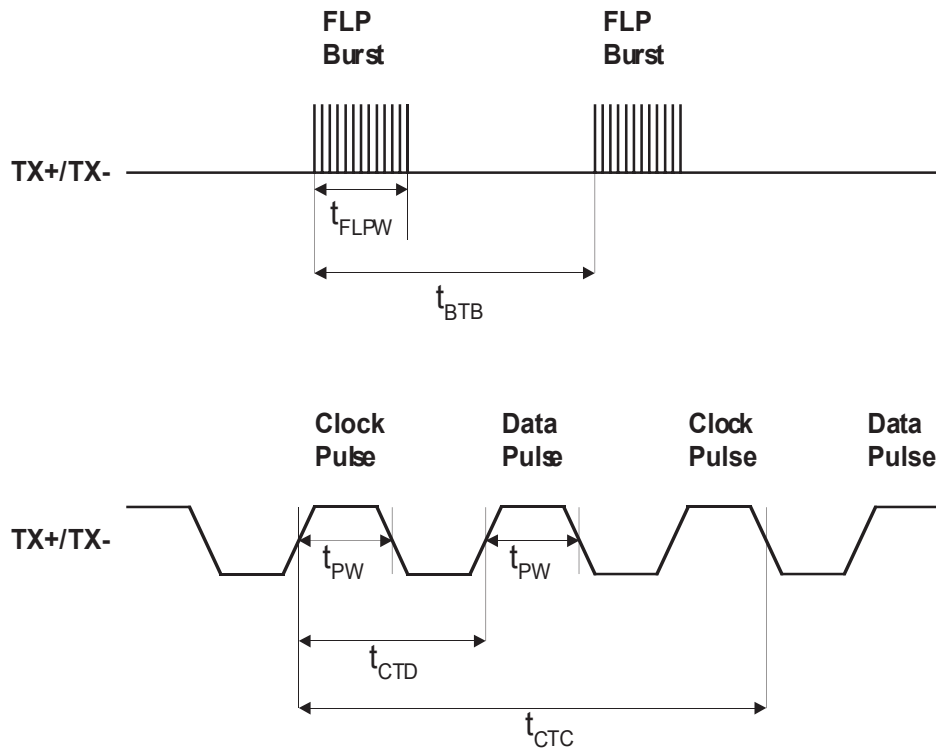 FLP
Burst
FLP
Burst
TX+/TX-
tFLPW
tBTB
Clock
Pulse
Data
Pulse
Clock
Pulse
Data
Pulse
TX+/TX-
tPW
tPW
tCTD
tCTC